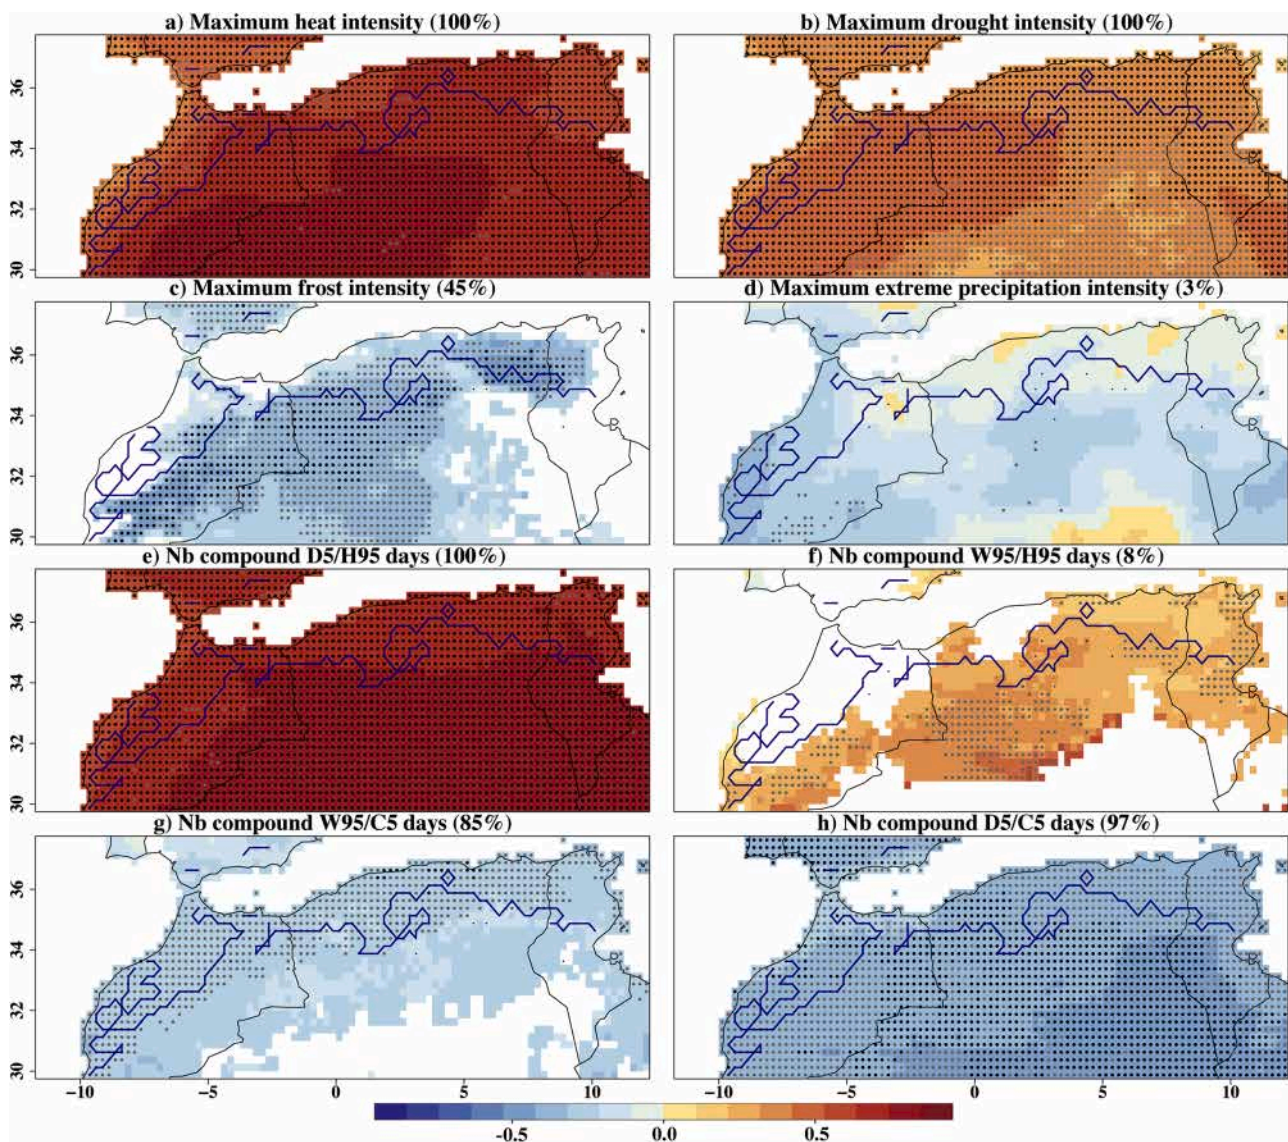 a) Maximum heat intensity (100%)
b) Maximum drought intensity (100%)
36
34
32
30
c) Maximum frost intensity (45%)
d) Maximum extreme precipitation intensity (3%)
36
34
32
30
e) Nb compound D5/H95 days (100%)
f) Nb compound W95/H95 days (8%)
36
34
32
30
g) Nb compound W95/C5 days (85%)
h) Nb compound D5/C5 days (97%)
36
34
32
30
−10 −5 0 5 10 −10 −5 0 5 10
-0.5 0.0 0.5